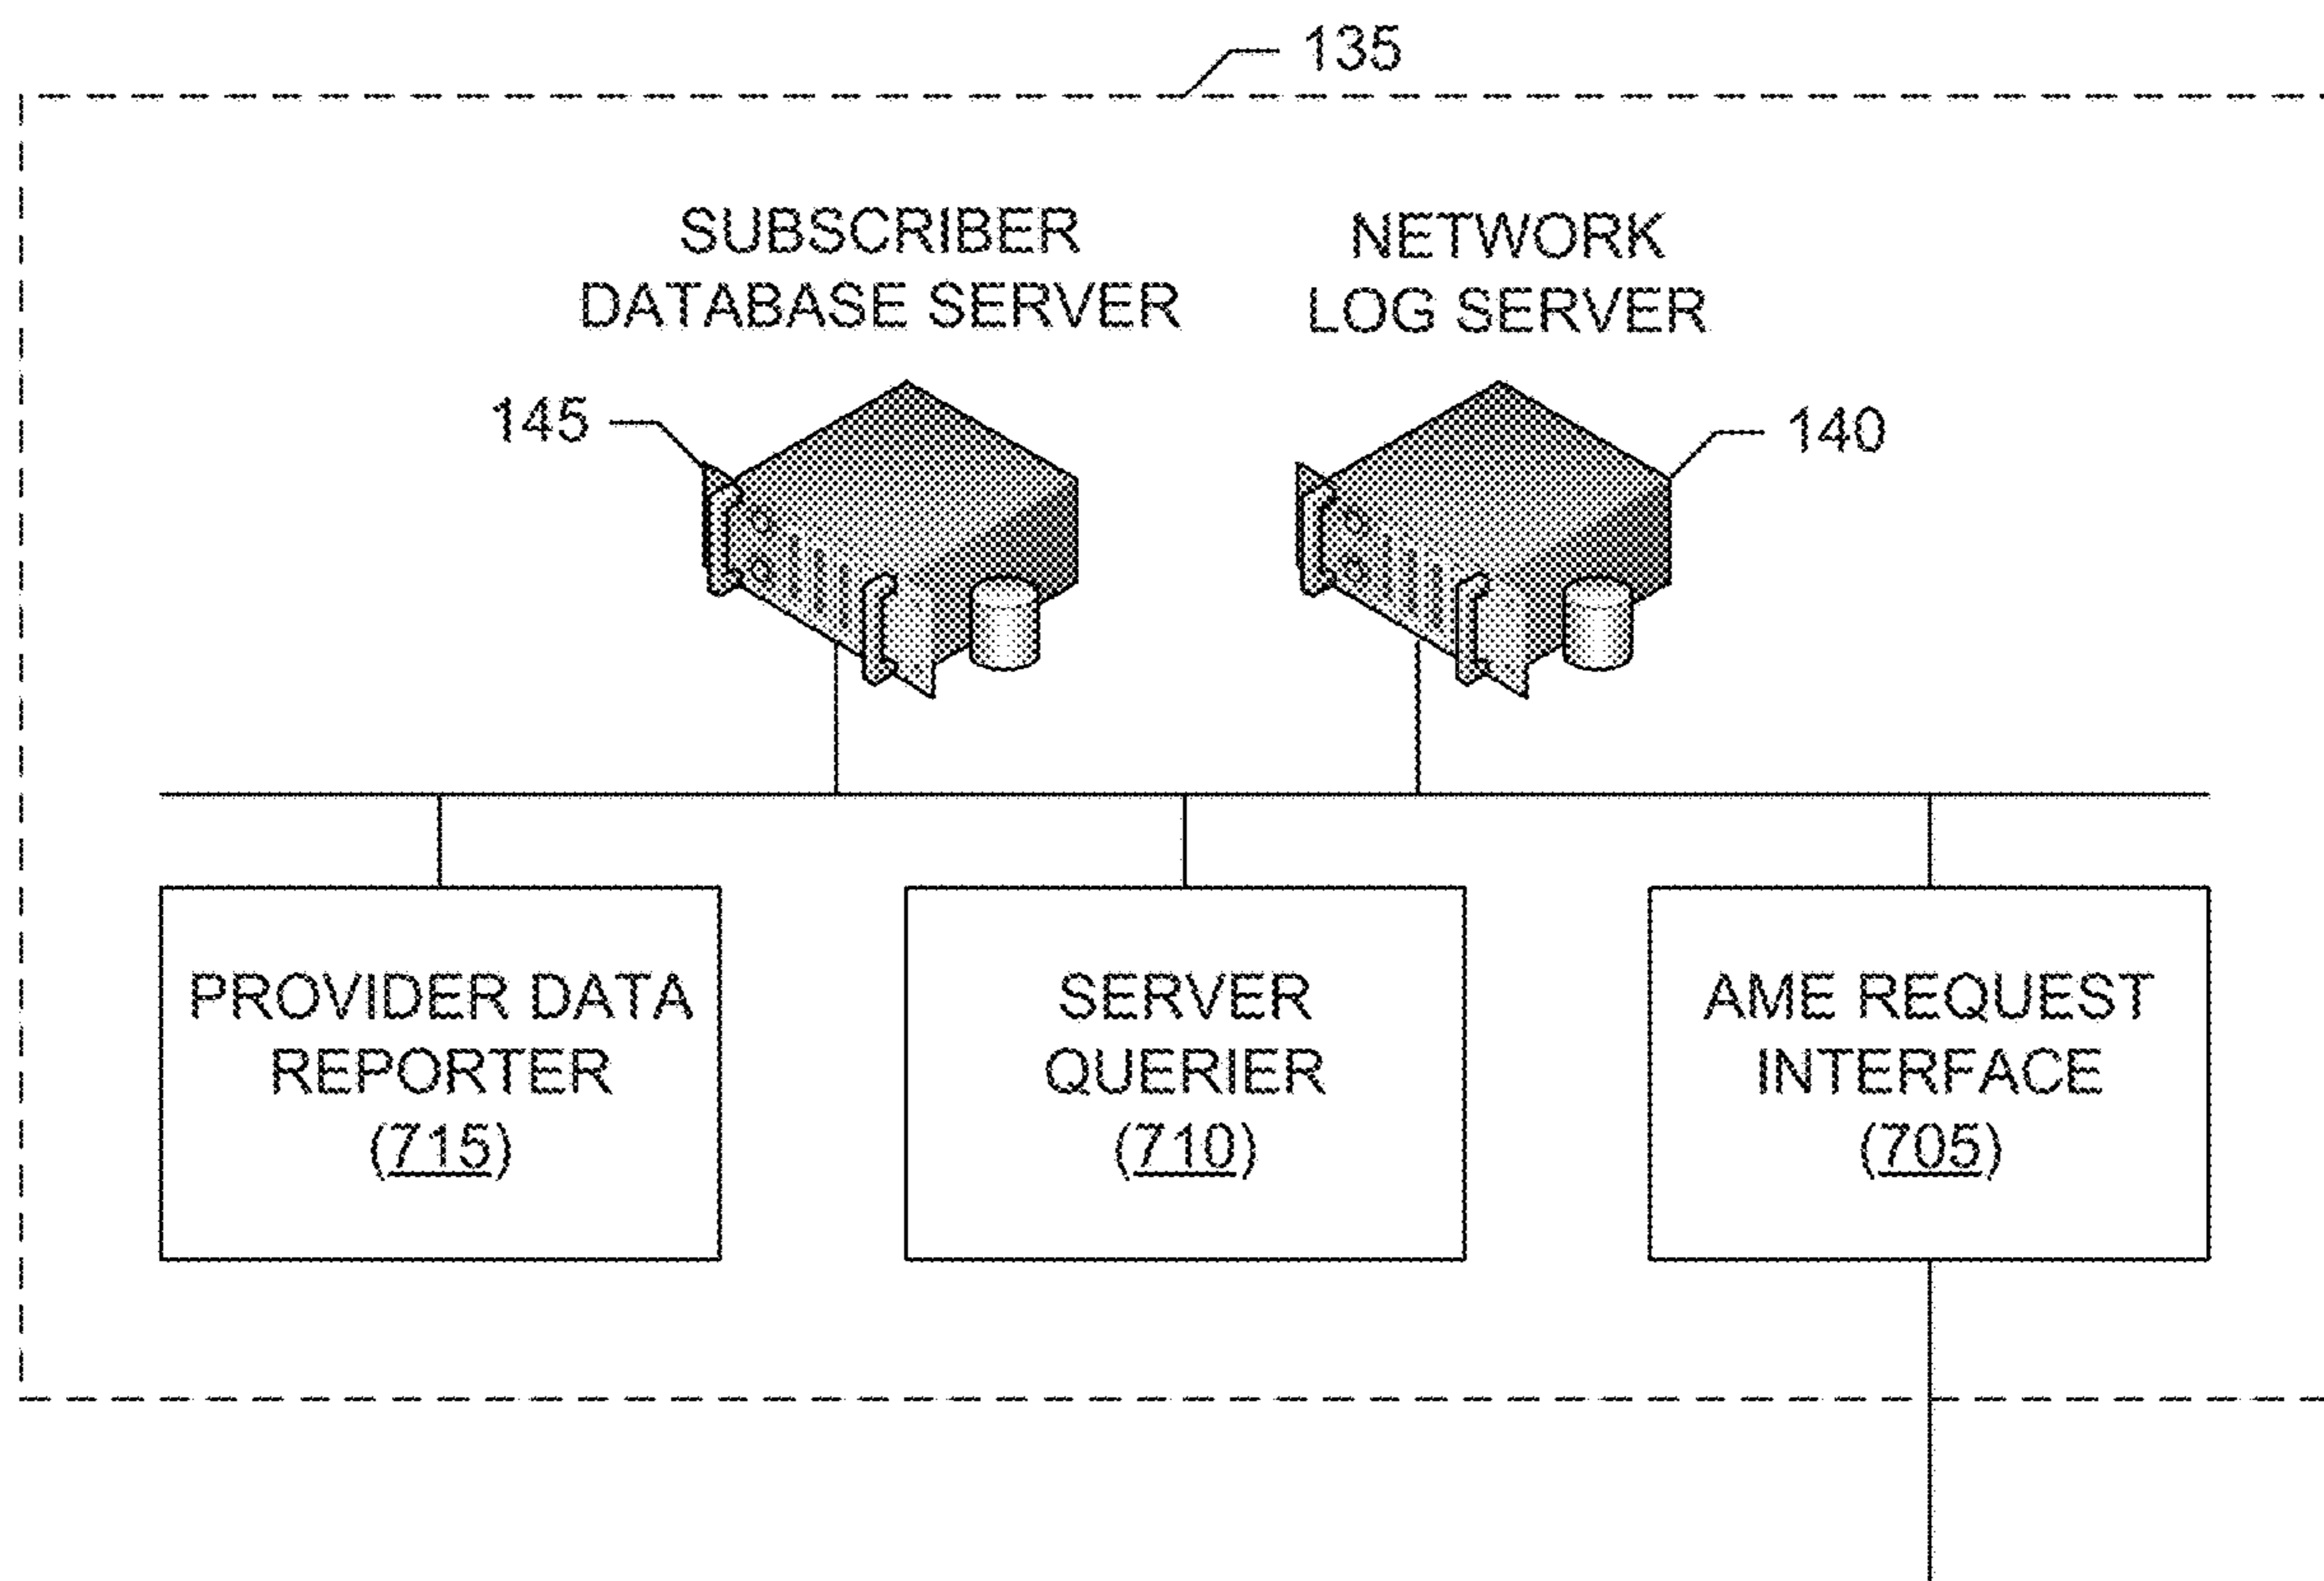 135
SUBSCRIBER
DATABASE SERVER
NETWORK
LOG SERVER
145
140
PROVIDER DATA
REPORTER
(715)
SERVER
QUERIER
(710)
AME REQUEST
INTERFACE
(705)